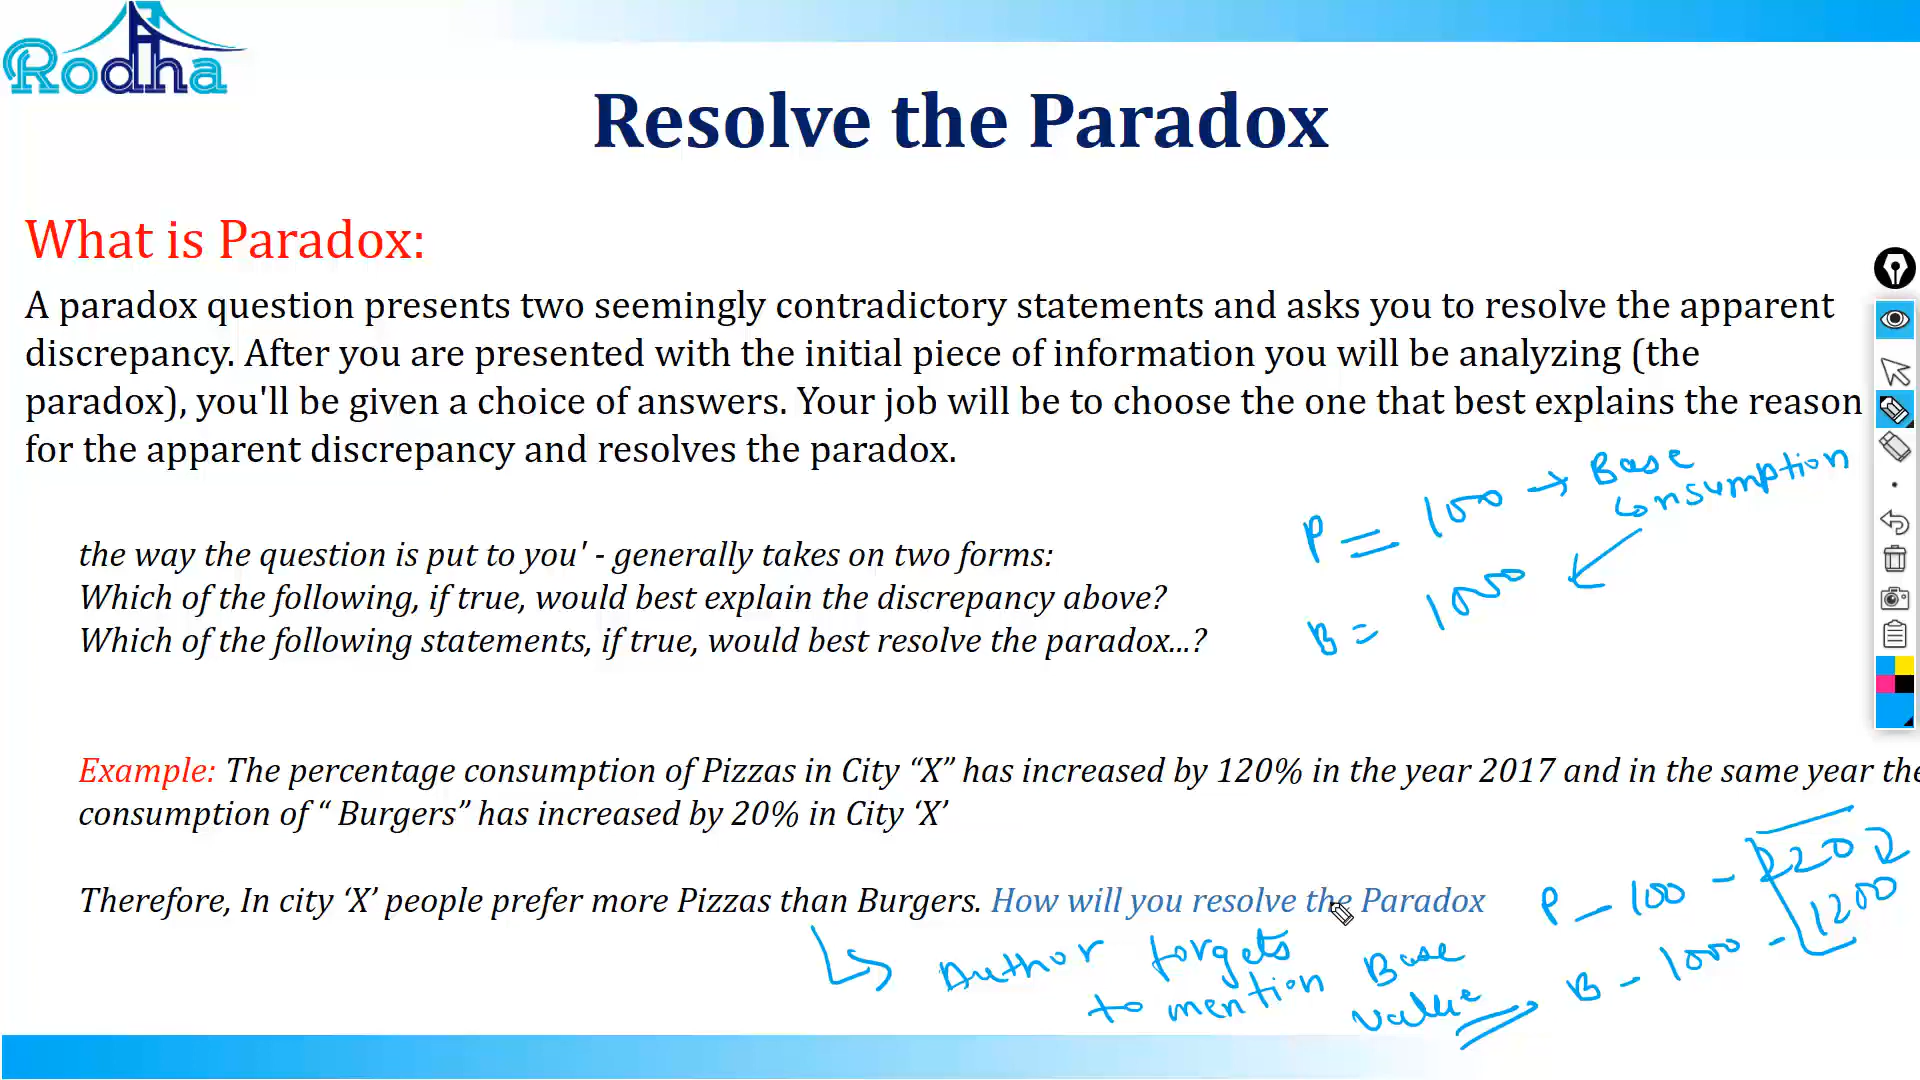 Rodha
Resolve the Paradox
What is Paradox:
A paradox question presents two seemingly contradictory statements and asks you to resolve the apparent
discrepancy. After you are presented with the initial piece of information you will be analyzing (the
paradox), you'll be given a choice of answers. Your job will be to choose the one that best explains the reason
for the apparent discrepancy and resolves the paradox.
P = 100 → Base
consumption
B = 1000
the way the question is put to you' - generally takes on two forms:
Which of the following, if true, would best explain the discrepancy above?
Which of the following statements, if true, would best resolve the paradox...?
Example: The percentage consumption of Pizzas in City “X” has increased by 120% in the year 2017 and in the same year the
consumption of “ Burgers” has increased by 20% in City ‘X’
Therefore, In city ‘X’ people prefer more Pizzas than Burgers. How will you resolve the Paradox
P - 100 - 220
B - 1000 - 1200
Author forgets
to mention Base
value